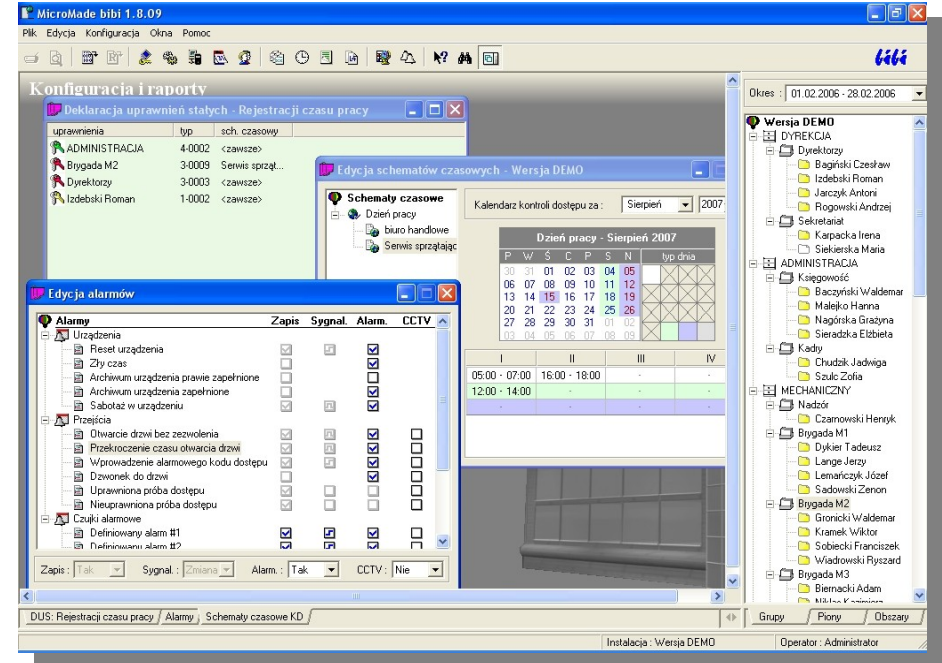 MicroMade bibi 1.8.09
Plik Edycja Konfiguracja Okna Pomoc
bibi
Konfiguracja i raporty
Deklaracja uprawnień stałych - Rejestracji czasu pracy
uprawnienia typ sch. czasowy
ADMINISTRACJA 4-0002 <zawsze>
Brygada M2 3-0009 Serwis sprząt...
Dyrektorzy 3-0003 <zawsze>
Izdebski Roman 1-0002 <zawsze>
Edycja schematów czasowych - Wersja DEMO
Schematy czasowe
Dzień pracy
biuro handlowe
Serwis sprzątając
Kalendarz kontroli dostępu za : Sierpień 2007
Dzień pracy - Sierpień 2007
P W Ś C P S N typ dnia
30 31 01 02 03 04 05
06 07 08 09 10 11 12
13 14 15 16 17 18 19
20 21 22 23 24 25 26
27 28 29 30 31 01 02
03 04 05 06 07 08 09
I II III IV
05:00 - 07:00 16:00 - 18:00 - -
12:00 - 14:00 - - -
- - - -
Edycja alarmów
Alarmy Zapis Sygnal. Alarm. CCTV
Urządzenia
Reset urządzenia
Zły czas
Archiwum urządzenia prawie zapełnione
Archiwum urządzenia zapełnione
Sabotaż w urządzeniu
Przejścia
Otwarcie drzwi bez zezwolenia
Przekroczenie czasu otwarcia drzwi
Wprowadzenie alarmowego kodu dostępu
Dzwonek do drzwi
Uprawniona próba dostępu
Nieuprawniona próba dostępu
Czujki alarmowe
Definiowany alarm #1
Definiowany alarm #2
Zapis : Tak Sygnal. : Zmiana Alarm. : Tak CCTV : Nie
DUS: Rejestracji czasu pracy Alarmy Schematy czasowe KD
Okres : 01.02.2006 - 28.02.2006
Wersja DEMO
DYREKCJA
Dyrektorzy
Bagiński Czesław
Izdebski Roman
Jarczyk Antoni
Rogowski Andrzej
Sekretariat
Karpacka Irena
Siekierska Maria
ADMINISTRACJA
Księgowość
Baczyński Waldemar
Malejko Hanna
Nagórska Grażyna
Sieradzka Elżbieta
Kadry
Chudzik Jadwiga
Szulc Zofia
MECHANICZNY
Nadzór
Czarnowski Henryk
Brygada M1
Dykier Tadeusz
Lange Jerzy
Lemańczyk Józef
Sadowski Zenon
Brygada M2
Gronicki Waldemar
Kramek Wiktor
Sobiecki Franciszek
Wiadrowski Ryszard
Brygada M3
Biernacki Adam
Niklas Kazimierz
Grupy Piony Obszary
Instalacja : Wersja DEMO Operator : Administrator